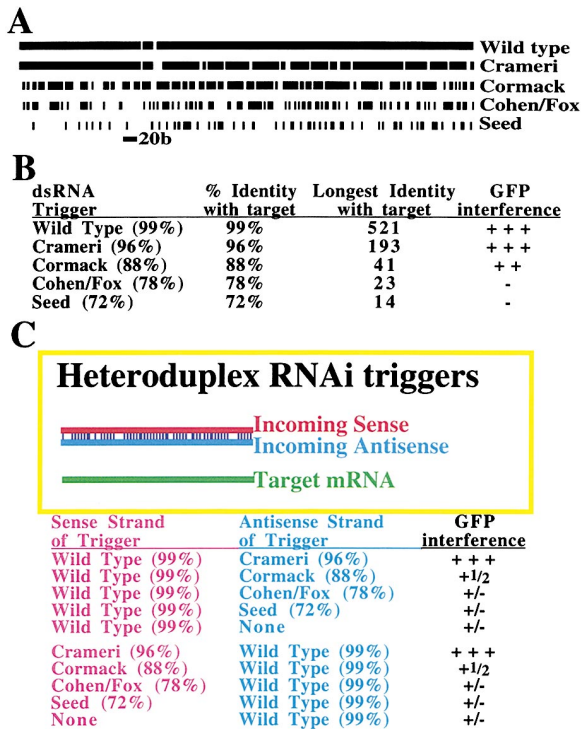 A
Wild type
Crameri
Cormack
Cohen/Fox
Seed
20b
B
dsRNA % Identity Longest Identity GFP
Trigger with target with target interference
Wild Type (99%) 99% 521 + + +
Crameri (96%) 96% 193 + + +
Cormack (88%) 88% 41 + +
Cohen/Fox (78%) 78% 23 -
Seed (72%) 72% 14 -
C
Heteroduplex RNAi triggers
Incoming Sense
Incoming Antisense
Target mRNA
Sense Strand Antisense Strand GFP
of Trigger of Trigger interference
Wild Type (99%) Crameri (96%) + + +
Wild Type (99%) Cormack (88%) +1/2
Wild Type (99%) Cohen/Fox (78%) +/-
Wild Type (99%) Seed (72%) +/-
Wild Type (99%) None +/-
Crameri (96%) Wild Type (99%) + + +
Cormack (88%) Wild Type (99%) +1/2
Cohen/Fox (78%) Wild Type (99%) +/-
Seed (72%) Wild Type (99%) +/-
None Wild Type (99%) +/-